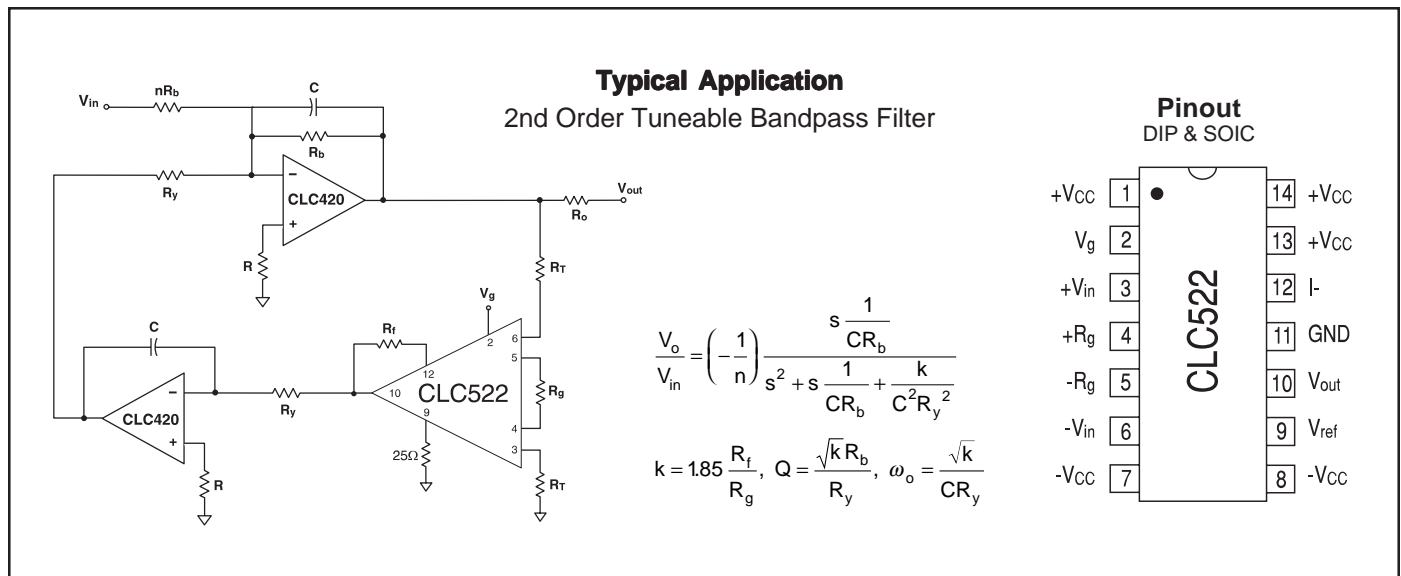 Typical Application
2nd Order Tuneable Bandpass Filter
Vin
nRb
C
Rb
Ry
CLC420
−
+
R
Vout
Ro
RT
Vg
Rf
C
2
6
5
12
CLC522
Rg
10
4
9
3
Ry
CLC420
−
+
25Ω
R
RT
Vo/Vin = (−1/n) (s 1/(CRb)) / (s² + s 1/(CRb) + k/(C²Ry²))
k = 1.85 Rf/Rg, Q = √k Rb/Ry, ωo = √k/(CRy)
Pinout
DIP & SOIC
+VCC 1 14 +VCC
Vg 2 13 +VCC
+Vin 3 12 I-
+Rg 4 11 GND
-Rg 5 10 Vout
-Vin 6 9 Vref
-VCC 7 8 -VCC
CLC522